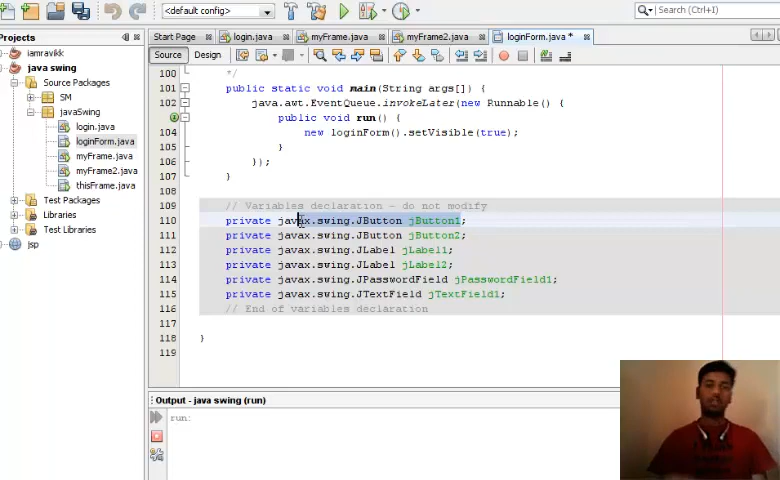 <default config>
Search (Ctrl+I)
Projects
Start Page
login.java
myFrame.java
myFrame2.java
loginForm.java *
iamravikk
java swing
Source Packages
SM
javaSwing
login.java
loginForm.java
myFrame.java
myFrame2.java
thisFrame.java
Test Packages
Libraries
Test Libraries
jsp
Source
Design
100 */
101 public static void main(String args[]) {
102 java.awt.EventQueue.invokeLater(new Runnable() {
public void run() {
104 new loginForm().setVisible(true);
105 }
106 });
107 }
108
109 // Variables declaration - do not modify
110 private javax.swing.JButton jButton1;
111 private javax.swing.JButton jButton2;
112 private javax.swing.JLabel jLabel1;
113 private javax.swing.JLabel jLabel2;
114 private javax.swing.JPasswordField jPasswordField1;
115 private javax.swing.JTextField jTextField1;
116 // End of variables declaration
117
118 }
119
Output - java swing (run)
run: